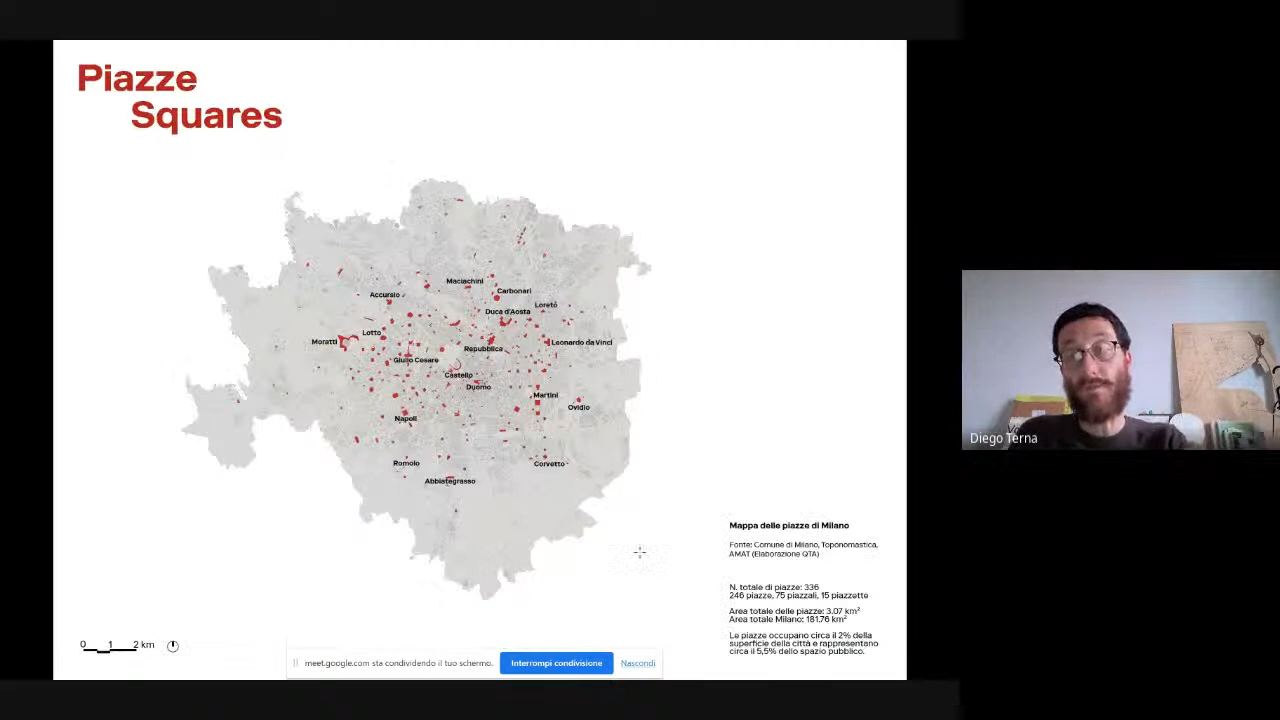 Piazze
Squares
Maciachini
Carbonari
Accursio
Loreto
Duca d'Aosta
Lotto
Moratti
Leonardo da Vinci
Repubblica
Giulio Cesare
Castello
Duomo
Martini
Ovidio
Napoli
Romolo
Corvetto
Abbiategrasso
Diego Terna
Mappa delle piazze di Milano
Fonte: Comune di Milano, Toponomastica,
AMAT (Elaborazione QTA)
N. totale di piazze: 336
246 piazze, 75 piazzali, 15 piazzette
Area totale delle piazze: 3.07 km²
Area totale Milano: 181.76 km²
Le piazze occupano circa il 2% della
superficie della città e rappresentano
circa il 5,5% dello spazio pubblico.
0 1 2 km
meet.google.com sta condividendo il tuo schermo.
Interrompi condivisione
Nascondi